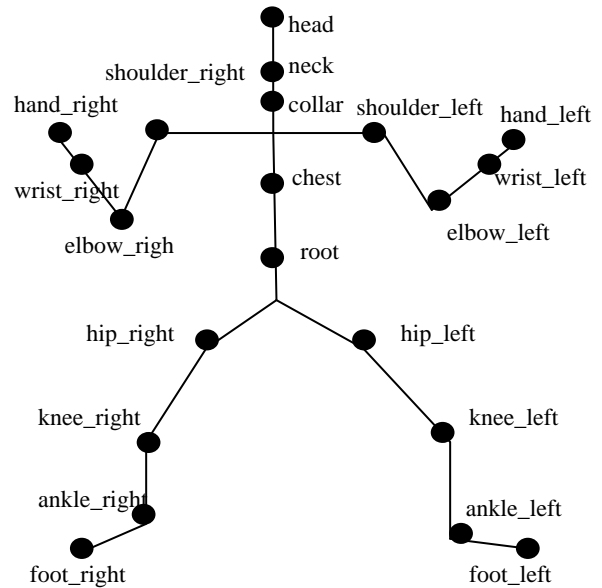 head
neck
shoulder_right
collar
shoulder_left
hand_right
hand_left
wrist_right
chest
wrist_left
elbow_righ
elbow_left
root
hip_right
hip_left
knee_right
knee_left
ankle_right
ankle_left
foot_right
foot_left